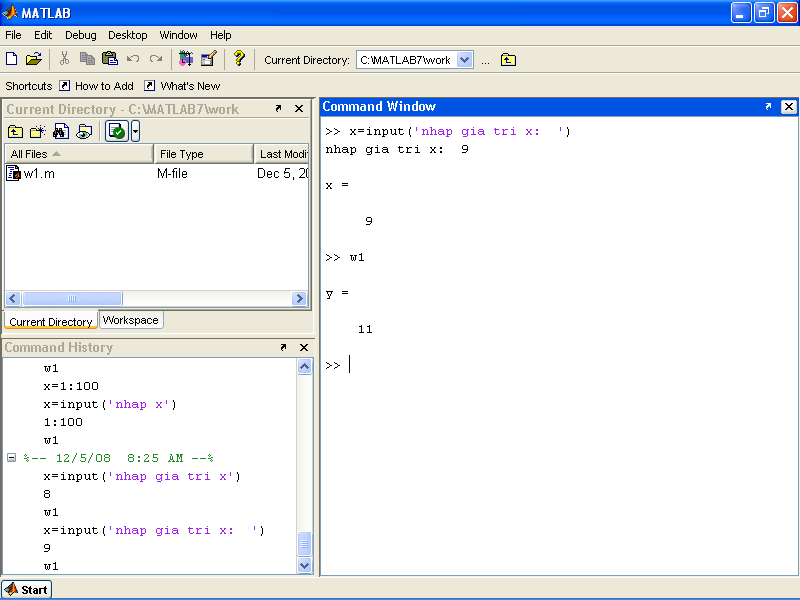 MATLAB
File Edit Debug Desktop Window Help
Current Directory: C:\MATLAB7\work ...
Shortcuts How to Add What's New
Current Directory - C:\MATLAB7\work
All Files File Type Last Modi
w1.m M-file Dec 5, 20
Current Directory Workspace
Command History
w1
x=1:100
x=input('nhap x')
1:100
w1
%-- 12/5/08  8:25 AM --%
x=input('nhap gia tri x')
8
w1
x=input('nhap gia tri x:  ')
9
w1
Command Window
>> x=input('nhap gia tri x:  ')
nhap gia tri x:  9
x =
9
>> w1
y =
11
>>
Start